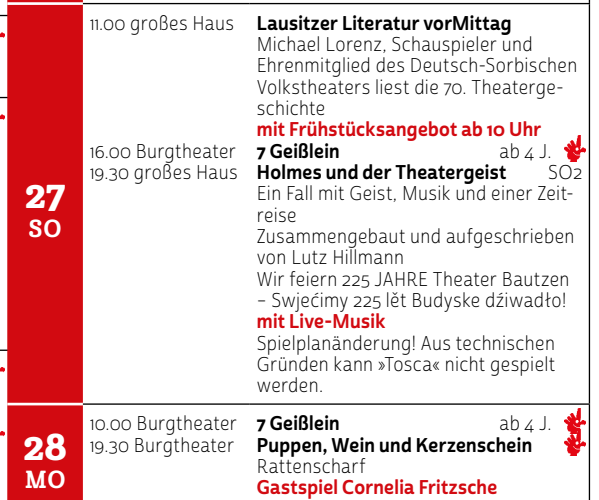 11.00 großes Haus Lausitzer Literatur vorMittag
Michael Lorenz, Schauspieler und
Ehrenmitglied des Deutsch-Sorbischen
Volkstheaters liest die 70. Theaterge-
schichte
mit Frühstücksangebot ab 10 Uhr
16.00 Burgtheater 7 Geißlein ab 4 J.
19.30 großes Haus Holmes und der Theatergeist SO2
27
SO
Ein Fall mit Geist, Musik und einer Zeit-
reise
Zusammengebaut und aufgeschrieben
von Lutz Hillmann
Wir feiern 225 JAHRE Theater Bautzen
– Swjećimy 225 lět Budyske dźiwadło!
mit Live-Musik
Spielplanänderung! Aus technischen
Gründen kann »Tosca« nicht gespielt
werden.
28
MO
10.00 Burgtheater 7 Geißlein ab 4 J.
19.30 Burgtheater Puppen, Wein und Kerzenschein
Rattenscharf
Gastspiel Cornelia Fritzsche